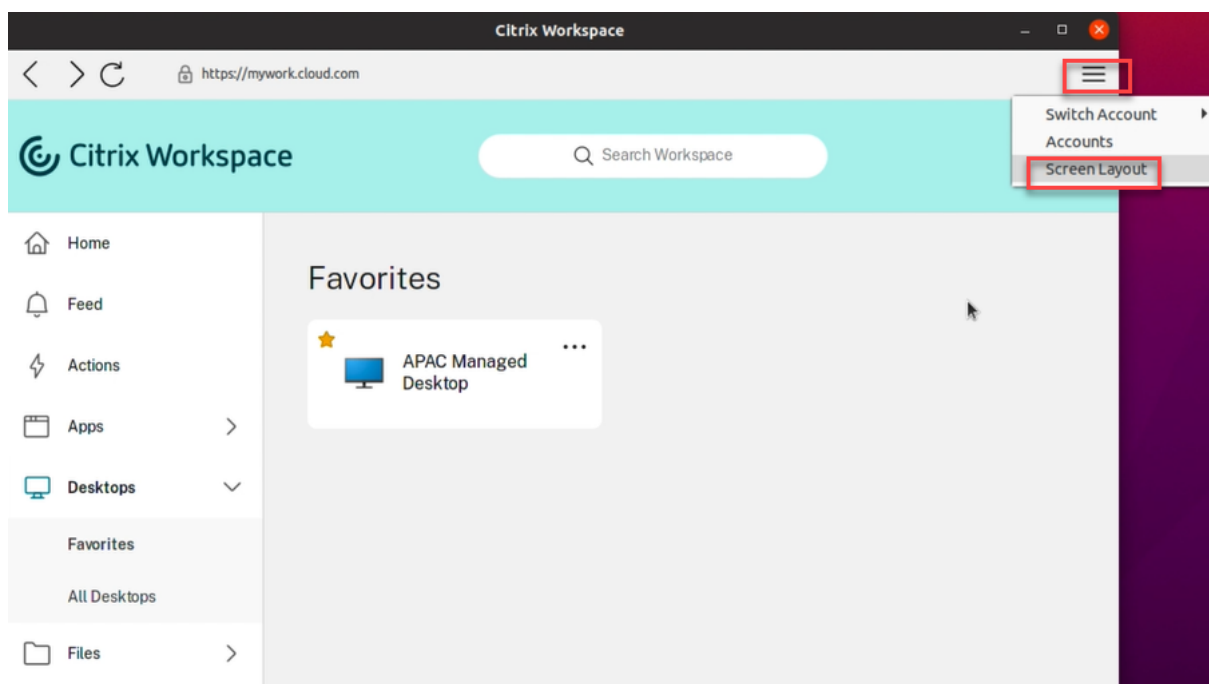 Citrix Workspace
https://mywork.cloud.com
Switch Account
Accounts
Screen Layout
Citrix Workspace
Search Workspace
Home
Feed
Actions
Apps
Desktops
Favorites
All Desktops
Files
Favorites
APAC Managed
Desktop